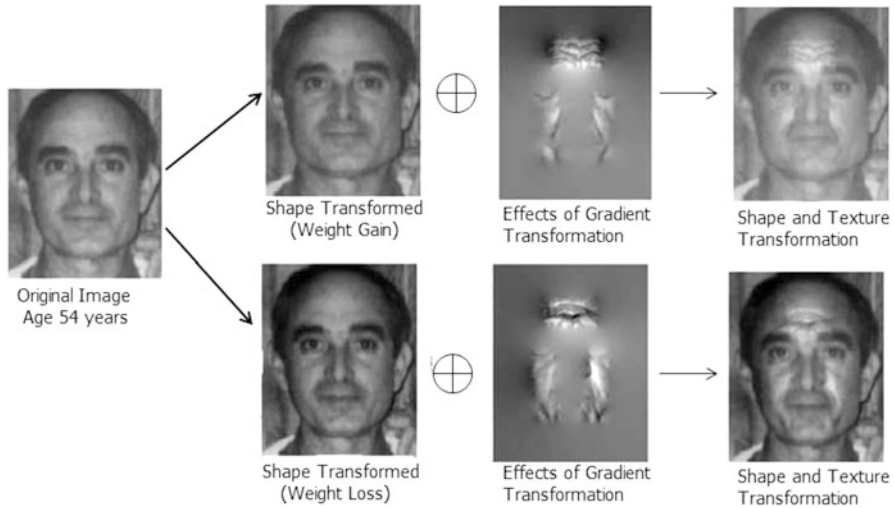 Shape Transformed
(Weight Gain)
Effects of Gradient
Transformation
Shape and Texture
Transformation
Original Image
Age 54 years
Shape Transformed
(Weight Loss)
Effects of Gradient
Transformation
Shape and Texture
Transformation